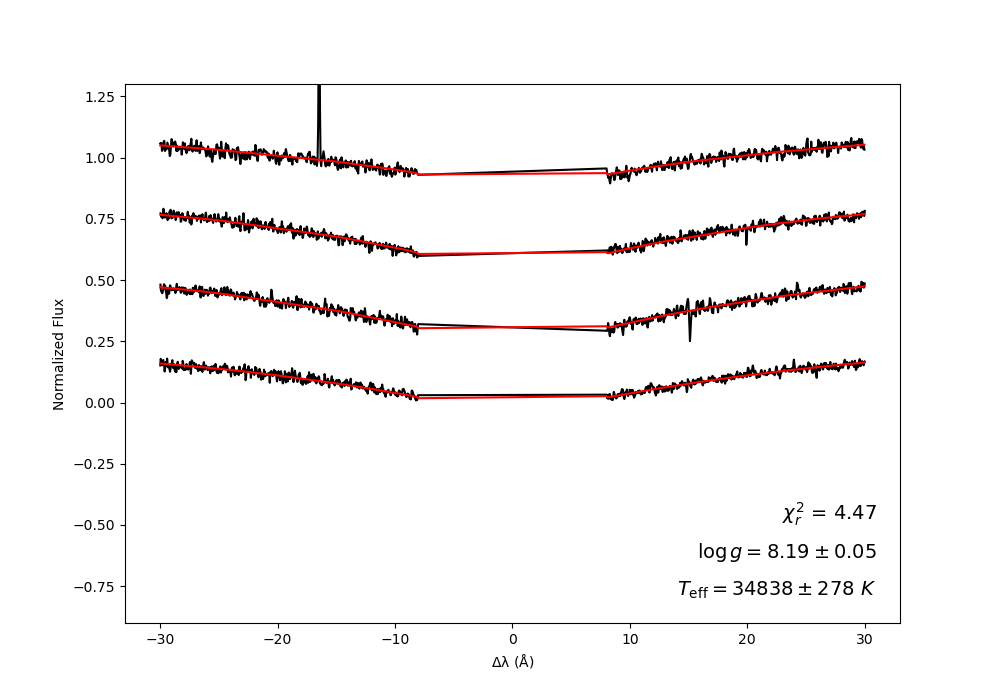 1.25
1.00
0.75
0.50
0.25
0.00
−0.25
−0.50
−0.75
Normalized Flux
χ²ᵣ = 4.47
log g = 8.19 ± 0.05
T_eff = 34838 ± 278 K
−30 −20 −10 0 10 20 30
Δλ (Å)